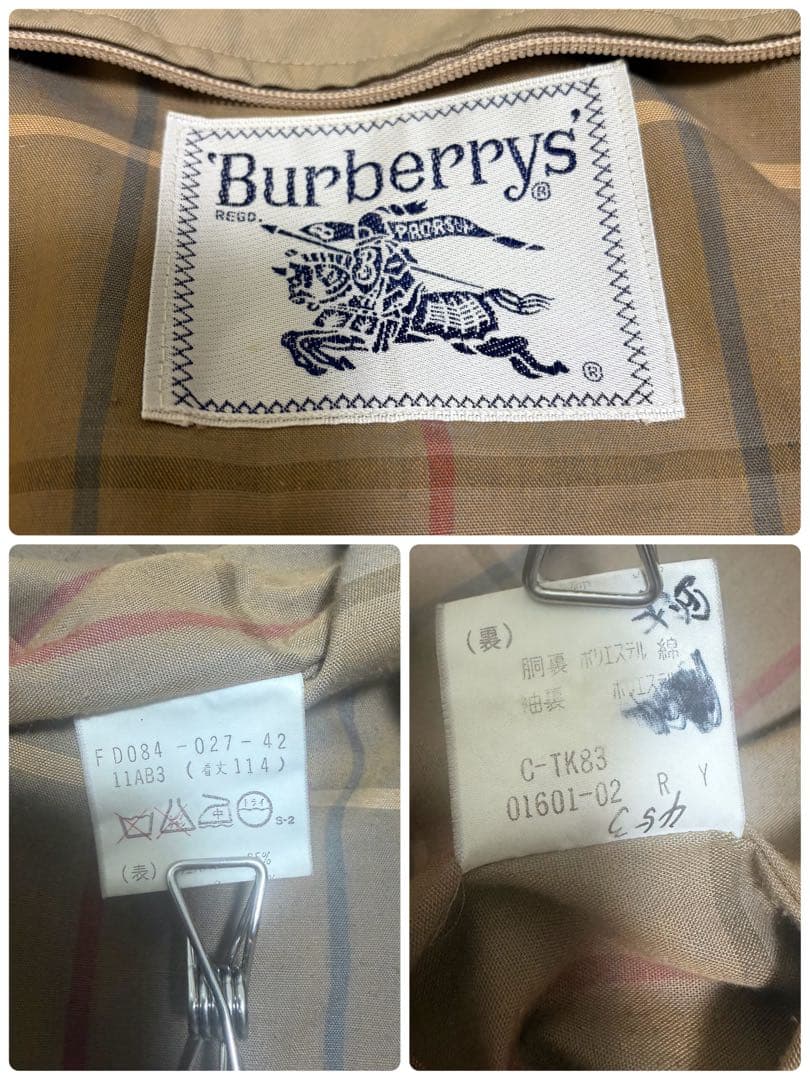 'Burberrys'
®
REGD.
PRORSUM
®
FD084-027-42
11AB3 (着丈114)
中
ドライ
S-2
(表)
(裏)
胴裏 ポリエステル 綿
袖裏 ポリエステル
C-TK83
01601-02 R Y
453